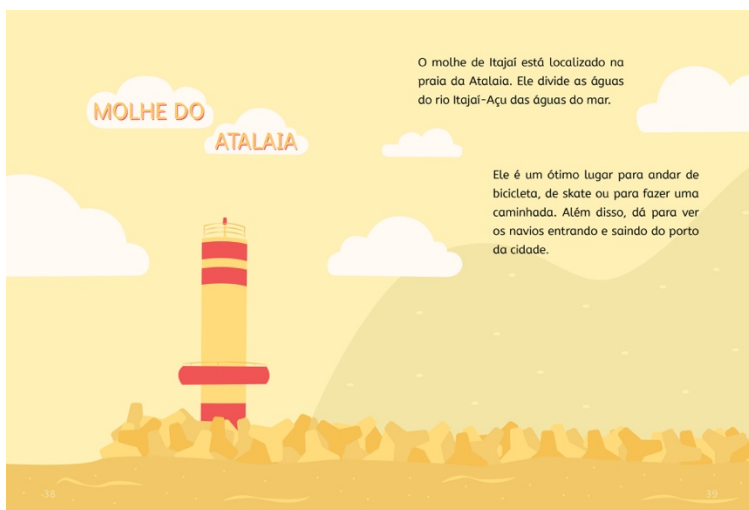 MOLHE DO
ATALAIA
O molhe de Itajaí está localizado na
praia da Atalaia. Ele divide as águas
do rio Itajaí-Açu das águas do mar.
Ele é um ótimo lugar para andar de
bicicleta, de skate ou para fazer uma
caminhada. Além disso, dá para ver
os navios entrando e saindo do porto
da cidade.
38
39